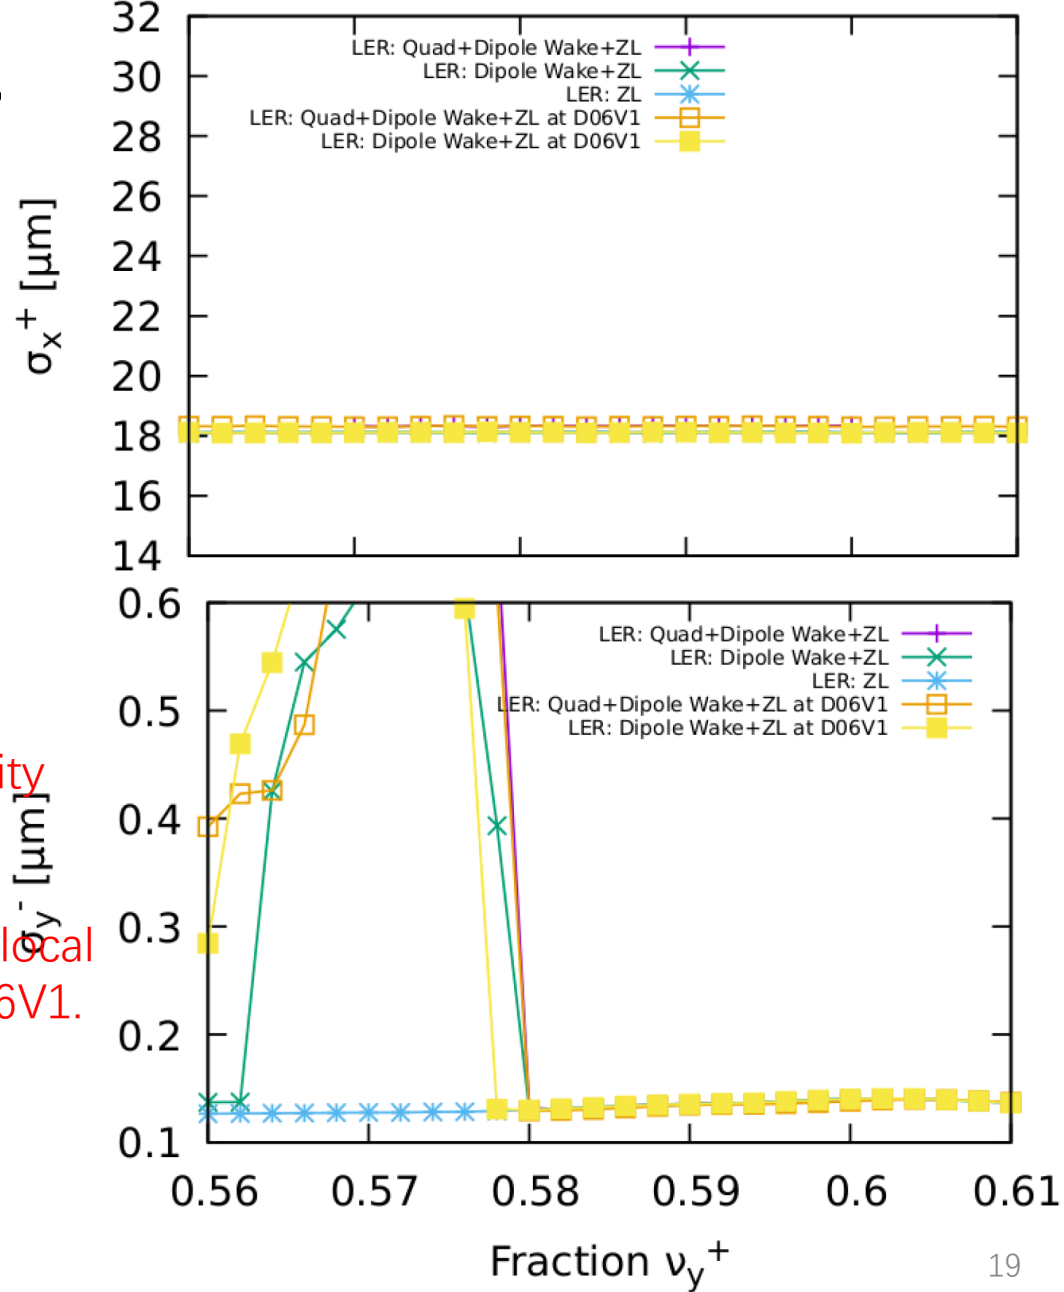 32
30
28
26
24
22
20
18
16
14
σx+ [μm]
LER: Quad+Dipole Wake+ZL
LER: Dipole Wake+ZL
LER: ZL
LER: Quad+Dipole Wake+ZL at D06V1
LER: Dipole Wake+ZL at D06V1
0.6
0.5
0.4
0.3
0.2
0.1
σy- [μm]
LER: Quad+Dipole Wake+ZL
LER: Dipole Wake+ZL
LER: ZL
LER: Quad+Dipole Wake+ZL at D06V1
LER: Dipole Wake+ZL at D06V1
ity
local
6V1.
0.56 0.57 0.58 0.59 0.6 0.61
Fraction νy+
19